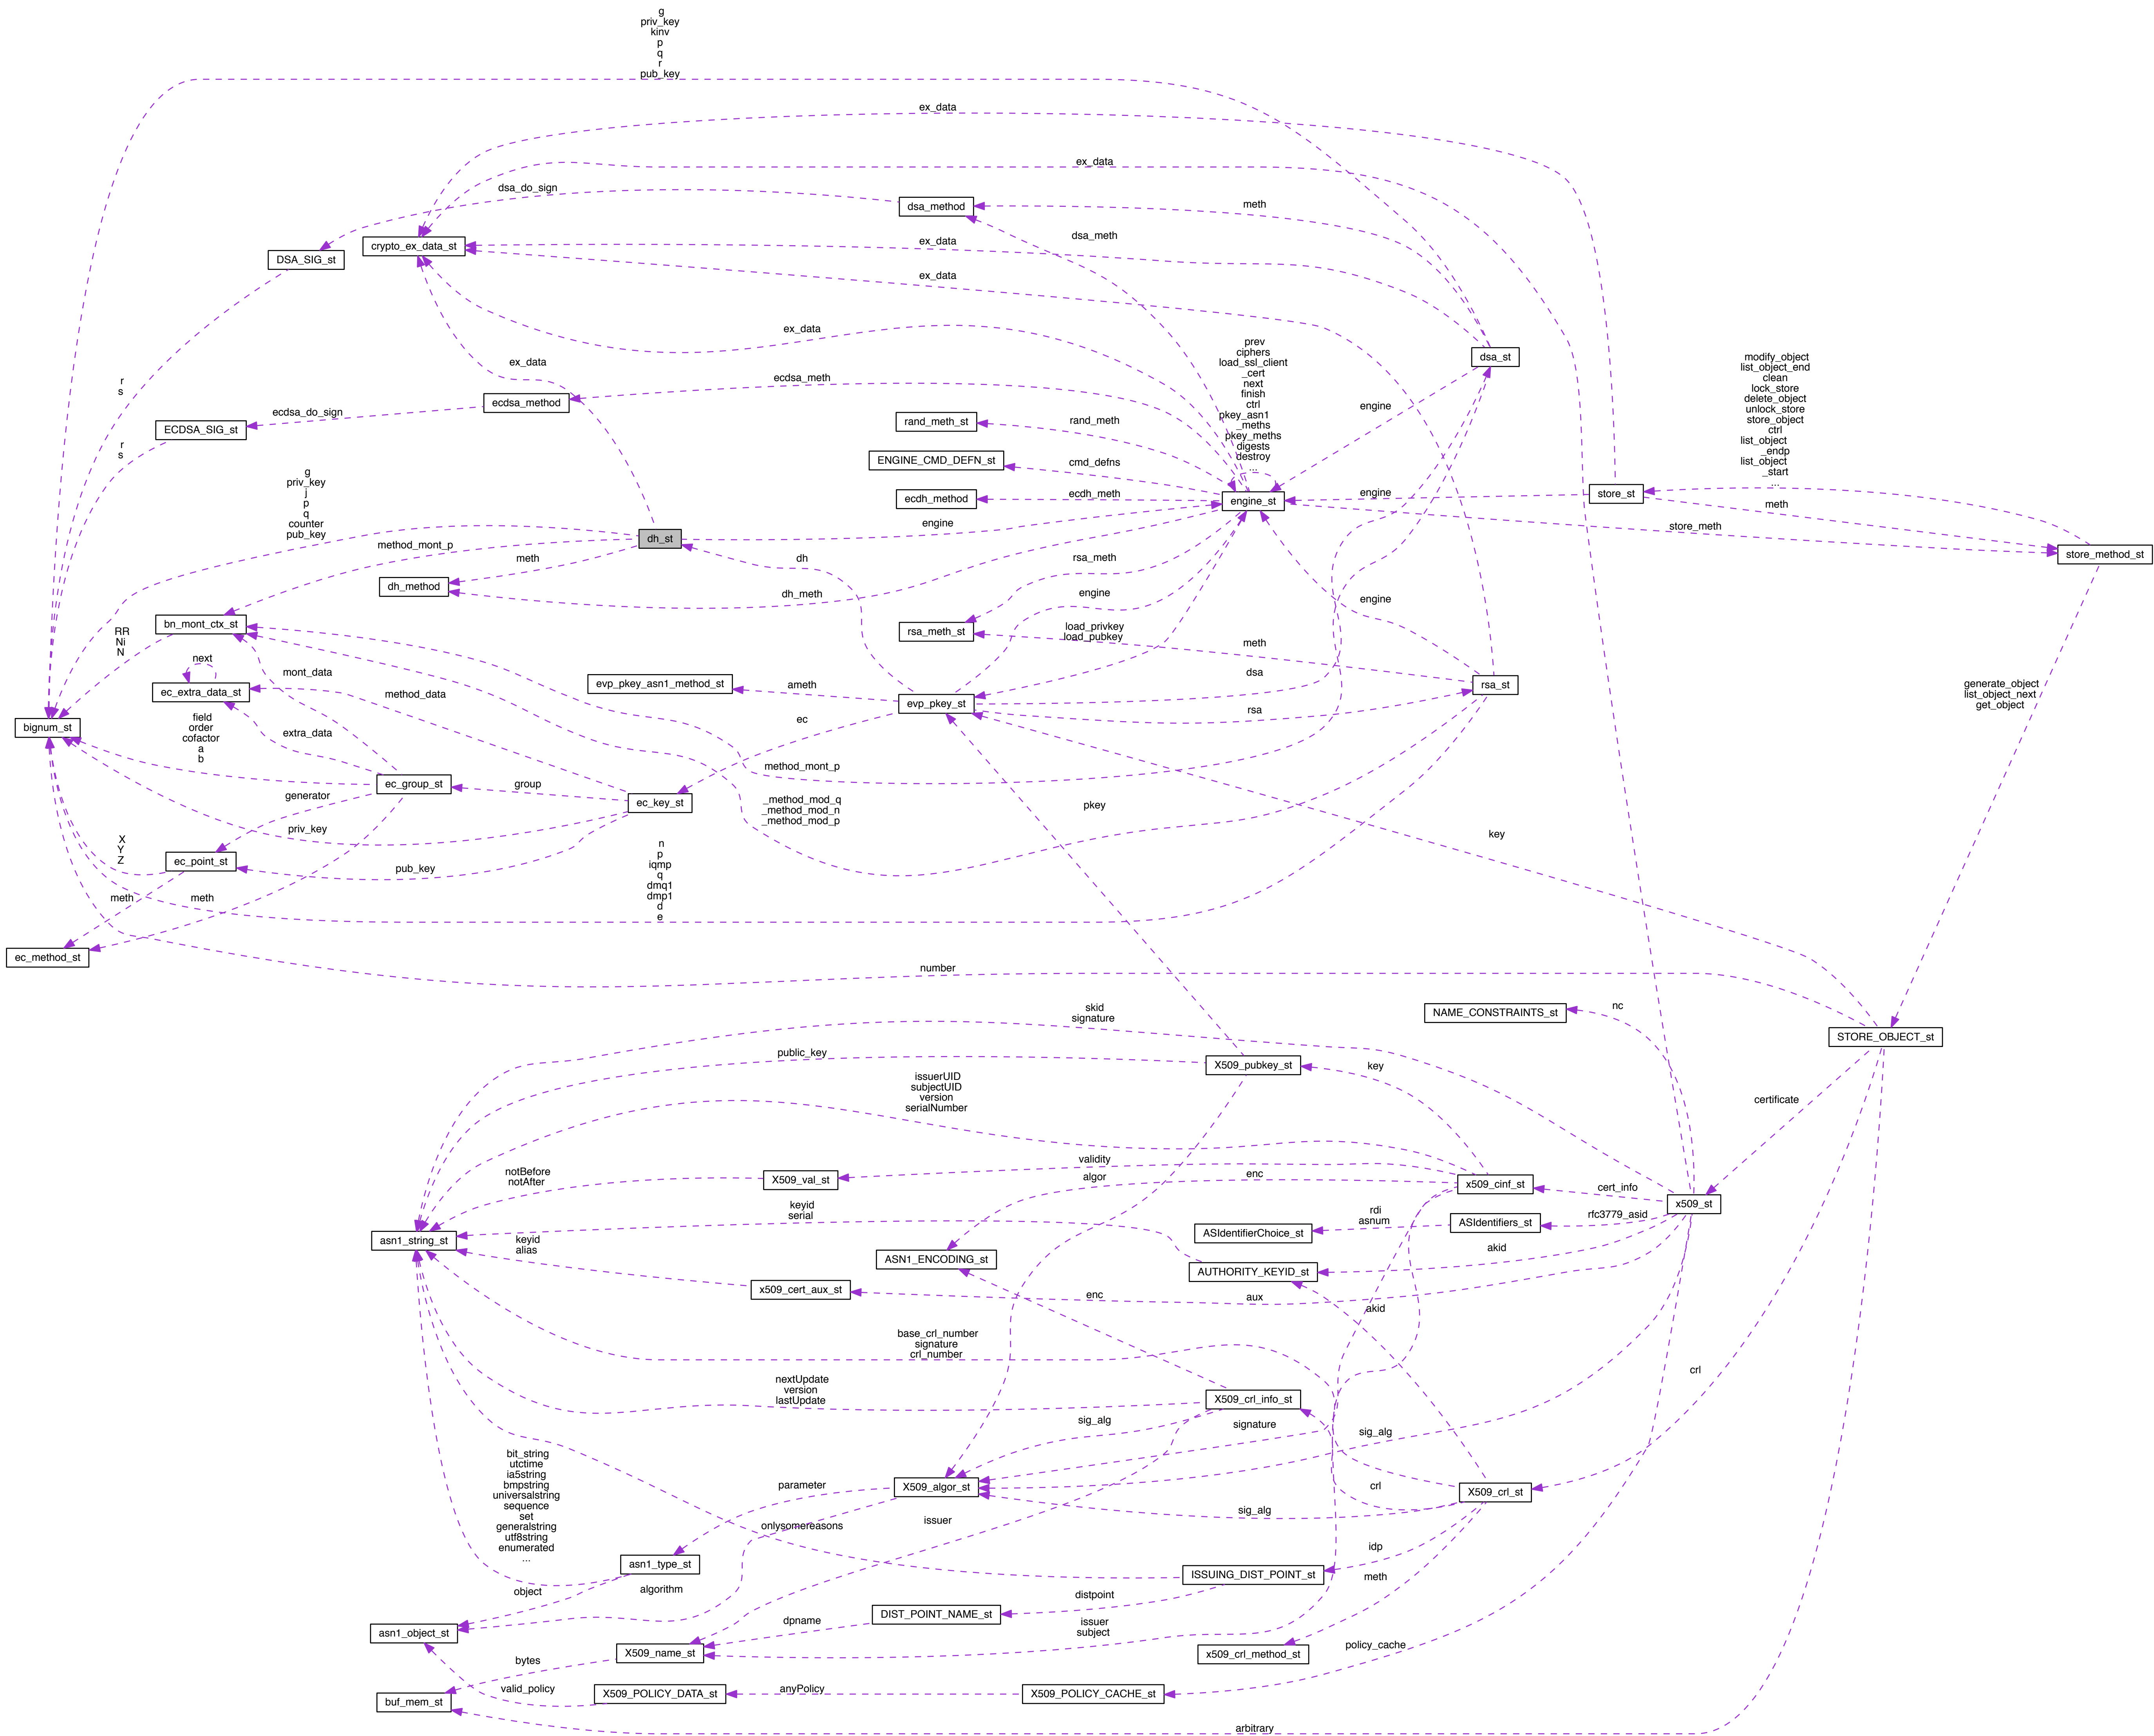 g
priv_key
kinv
p
q
r
pub_key
ex_data
ex_data
dsa_do_sign
dsa_method
meth
dsa_meth
crypto_ex_data_st
ex_data
DSA_SIG_st
ex_data
ex_data
prev
ciphers
load_ssl_client
_cert
next
finish
ctrl
pkey_asn1
_meths
pkey_meths
digests
destroy
...
dsa_st
modify_object
list_object_end
clean
lock_store
delete_object
unlock_store
store_object
ctrl
list_object
_endp
list_object
_start
...
ex_data
r
s
ecdsa_meth
ecdsa_method
ecdsa_do_sign
ECDSA_SIG_st
engine
rand_meth_st
rand_meth
r
s
ENGINE_CMD_DEFN_st
cmd_defns
g
priv_key
j
p
q
counter
pub_key
ecdh_method
ecdh_meth
engine_st
engine
store_st
meth
dh_st
engine
store_meth
method_mont_p
store_method_st
meth
dh
rsa_meth
dh_method
dh_meth
engine
engine
bn_mont_ctx_st
RR
Ni
N
rsa_meth_st
load_privkey
load_pubkey
meth
next
mont_data
dsa
ec_extra_data_st
method_data
evp_pkey_asn1_method_st
ameth
evp_pkey_st
rsa
rsa_st
generate_object
list_object_next
get_object
bignum_st
field
order
cofactor
a
b
extra_data
ec
method_mont_p
ec_group_st
group
ec_key_st
generator
_method_mod_q
_method_mod_n
_method_mod_p
pkey
priv_key
key
X
Y
Z
ec_point_st
pub_key
n
p
iqmp
q
dmq1
dmp1
d
e
meth
meth
ec_method_st
number
skid
signature
NAME_CONSTRAINTS_st
nc
STORE_OBJECT_st
public_key
X509_pubkey_st
key
issuerUID
subjectUID
version
serialNumber
certificate
validity
notBefore
notAfter
X509_val_st
algor
enc
x509_cinf_st
cert_info
x509_st
keyid
serial
rdi
asnum
ASIdentifiers_st
rfc3779_asid
ASIdentifierChoice_st
asn1_string_st
keyid
alias
ASN1_ENCODING_st
akid
AUTHORITY_KEYID_st
x509_cert_aux_st
enc
aux
akid
base_crl_number
signature
crl_number
crl
nextUpdate
version
lastUpdate
X509_crl_info_st
sig_alg
signature
sig_alg
bit_string
utctime
ia5string
bmpstring
universalstring
sequence
set
generalstring
utf8string
enumerated
...
parameter
X509_algor_st
crl
X509_crl_st
sig_alg
onlysomereasons
issuer
idp
asn1_type_st
ISSUING_DIST_POINT_st
meth
object
algorithm
distpoint
DIST_POINT_NAME_st
dpname
issuer
subject
asn1_object_st
X509_name_st
x509_crl_method_st
policy_cache
bytes
valid_policy
X509_POLICY_DATA_st
anyPolicy
X509_POLICY_CACHE_st
buf_mem_st
arbitrary